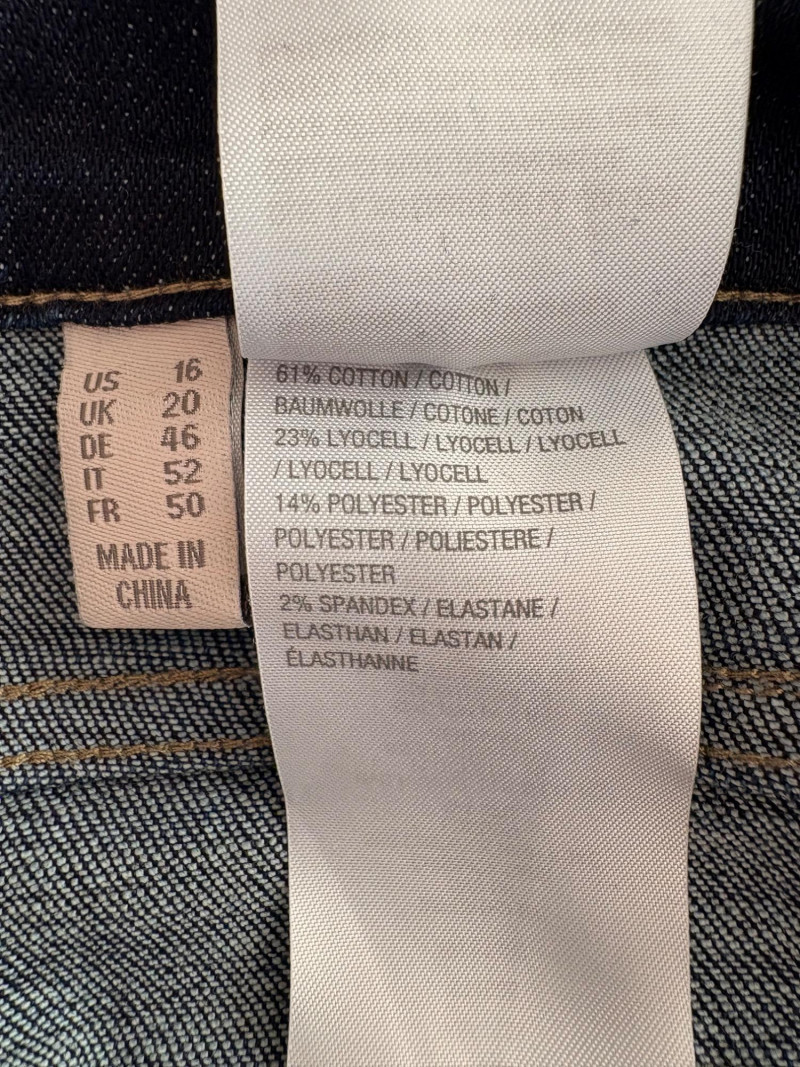 US 16
UK 20
DE 46
IT 52
FR 50
MADE IN
CHINA
61% COTTON / COTTON /
BAUMWOLLE / COTONE / COTON
23% LYOCELL / LYOCELL / LYOCELL
/ LYOCELL / LYOCELL
14% POLYESTER / POLYESTER /
POLYESTER / POLIESTERE /
POLYESTER
2% SPANDEX / ELASTANE /
ELASTHAN / ELASTAN /
ÉLASTHANNE